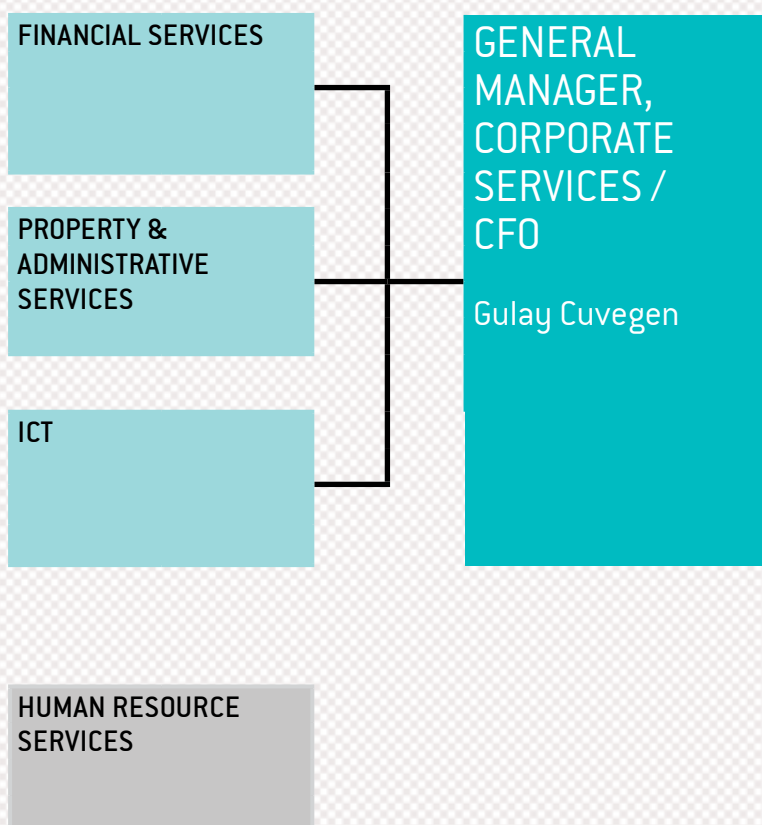 FINANCIAL SERVICES
PROPERTY &
ADMINISTRATIVE
SERVICES
ICT
HUMAN RESOURCE
SERVICES
GENERAL
MANAGER,
CORPORATE
SERVICES /
CFO
Gulay Cuvegen